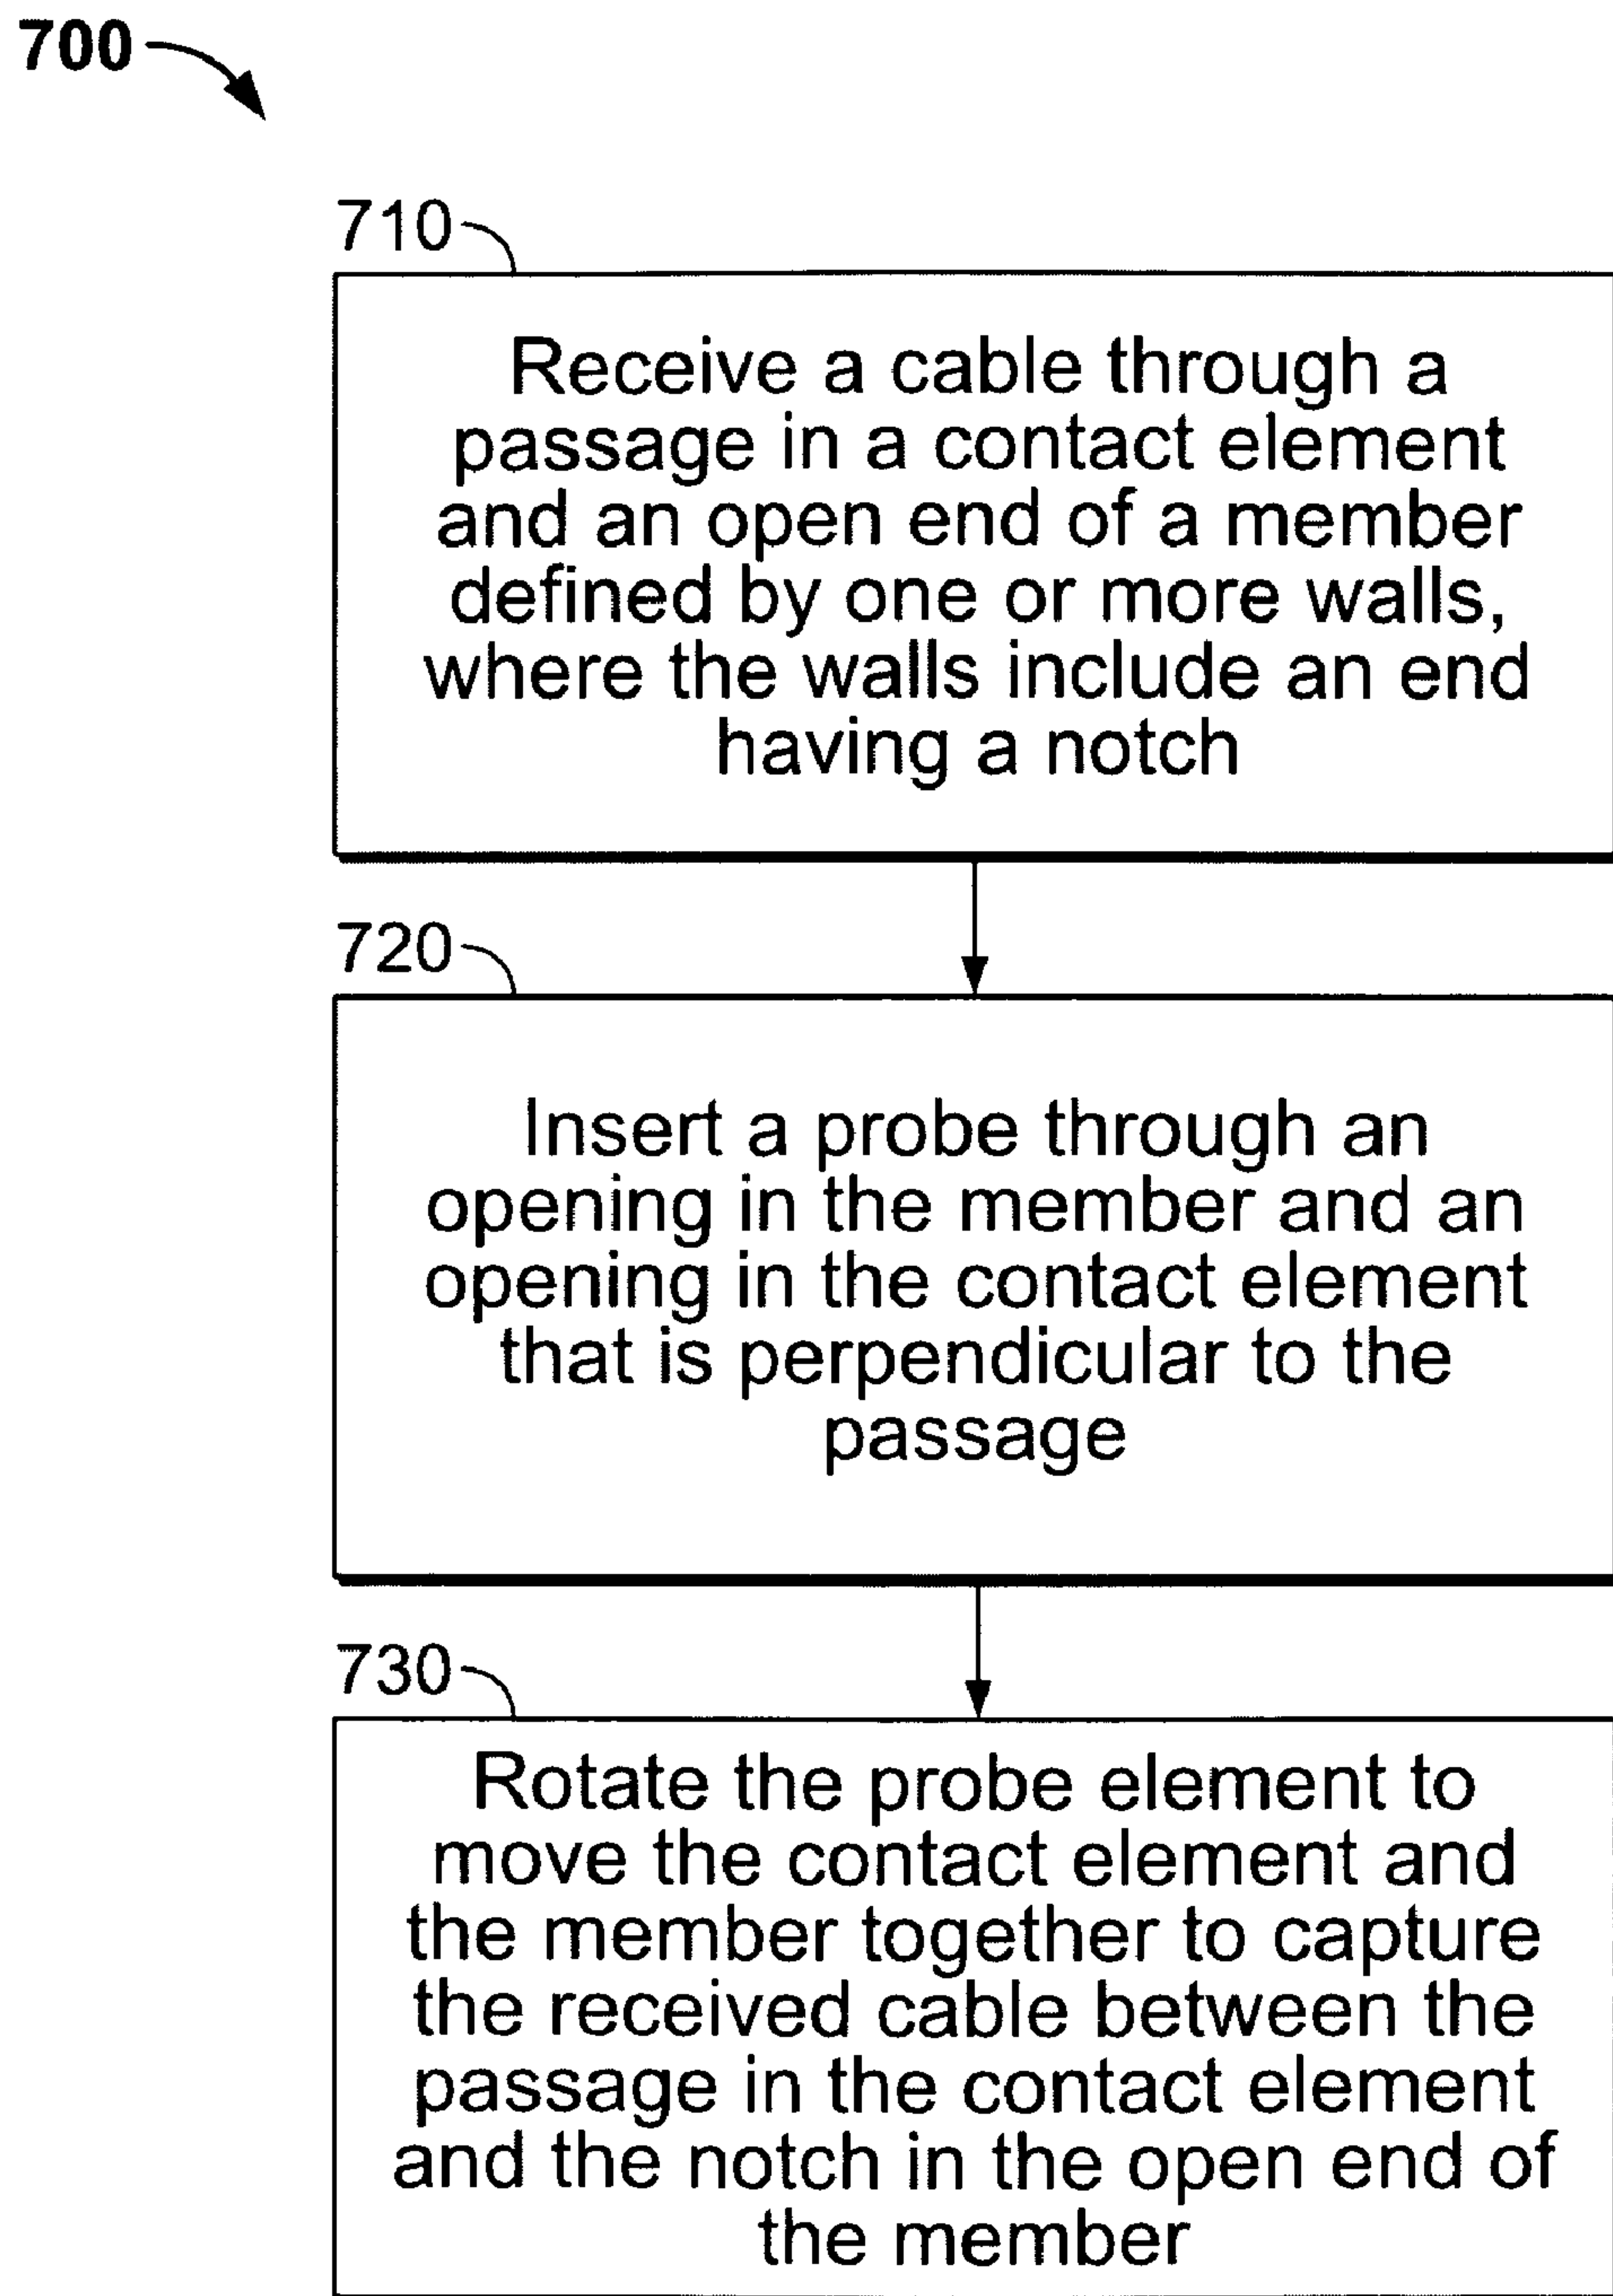 700
710
Receive a cable through a
passage in a contact element
and an open end of a member
defined by one or more walls,
where the walls include an end
having a notch
720
Insert a probe through an
opening in the member and an
opening in the contact element
that is perpendicular to the
passage
730
Rotate the probe element to
move the contact element and
the member together to capture
the received cable between the
passage in the contact element
and the notch in the open end of
the member